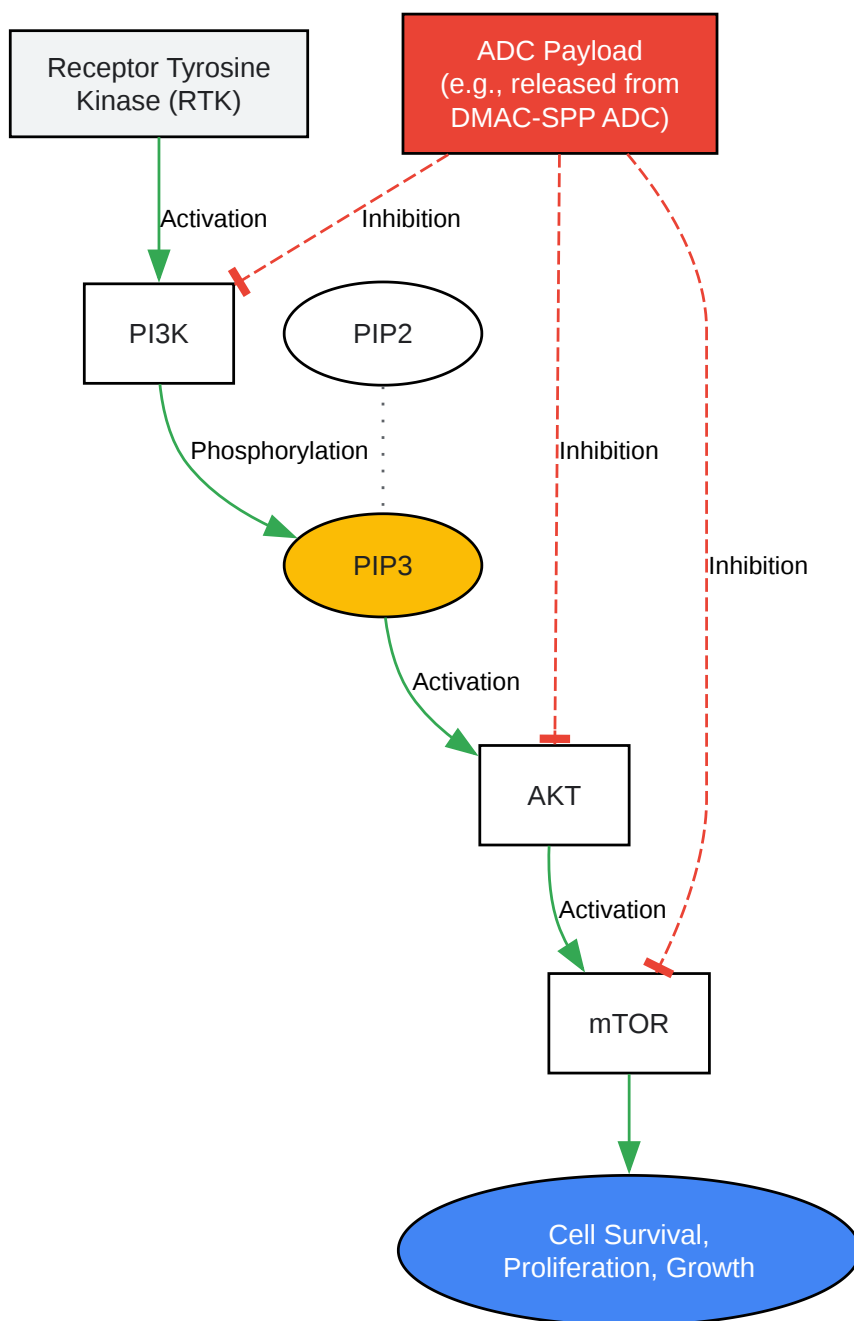 Receptor Tyrosine
Kinase (RTK)
ADC Payload
(e.g., released from
DMAC-SPP ADC)
Activation
Inhibition
PI3K
PIP2
Phosphorylation
Inhibition
PIP3
Inhibition
Activation
AKT
Activation
mTOR
Cell Survival,
Proliferation, Growth